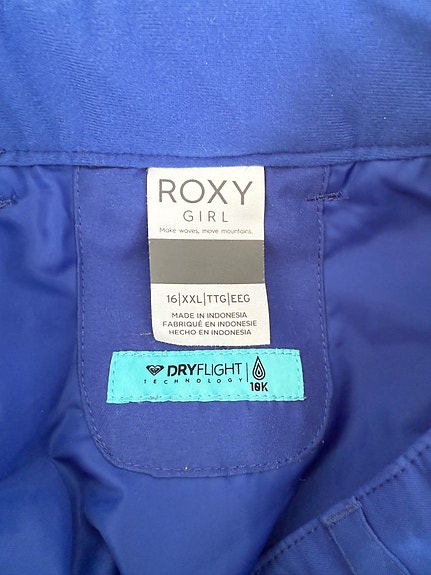 ROXY
GIRL
Make waves, move mountains.
16|XXL|TTG|EEG
MADE IN INDONESIA
FABRIQUÉ EN INDONESIE
HECHO EN INDONESIA
DRYFLIGHT
TECHNOLOGY
10K